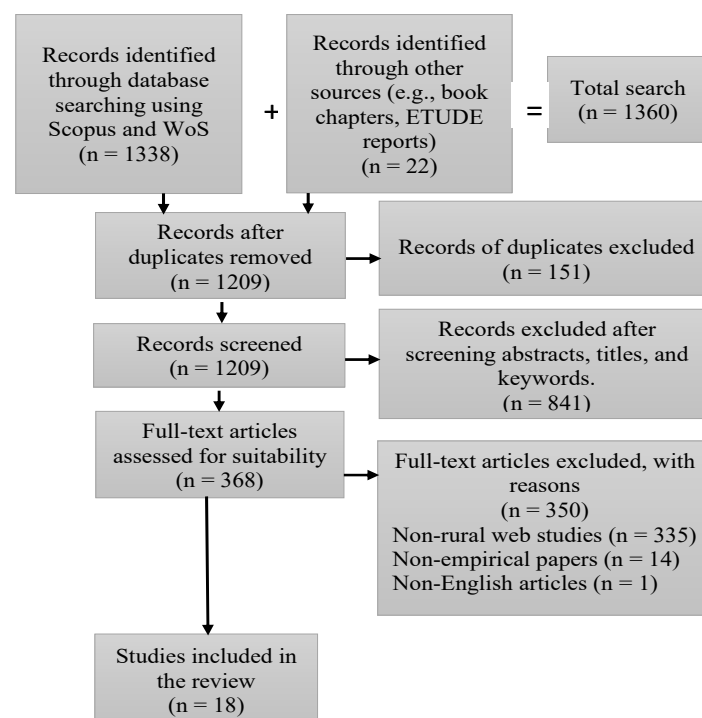 Records identified
through database
searching using
Scopus and WoS
(n = 1338)
+
Records identified
through other
sources (e.g., book
chapters, ETUDE
reports)
(n = 22)
=
Total search
(n = 1360)
Records after
duplicates removed
(n = 1209)
Records of duplicates excluded
(n = 151)
Records screened
(n = 1209)
Records excluded after
screening abstracts, titles, and
keywords.
(n = 841)
Full-text articles
assessed for suitability
(n = 368)
Full-text articles excluded, with
reasons
(n = 350)
Non-rural web studies (n = 335)
Non-empirical papers (n = 14)
Non-English articles (n = 1)
Studies included in
the review
(n = 18)